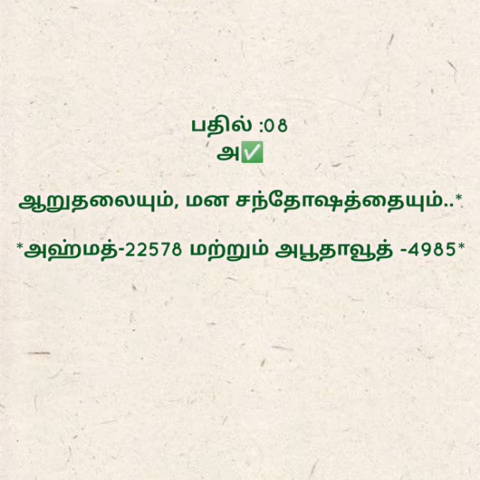 பதில் :08
அ✅
ஆறுதலையும், மன சந்தோஷத்தையும்..*
*அஹ்மத்-22578 மற்றும் அபூதாவூத் -4985*